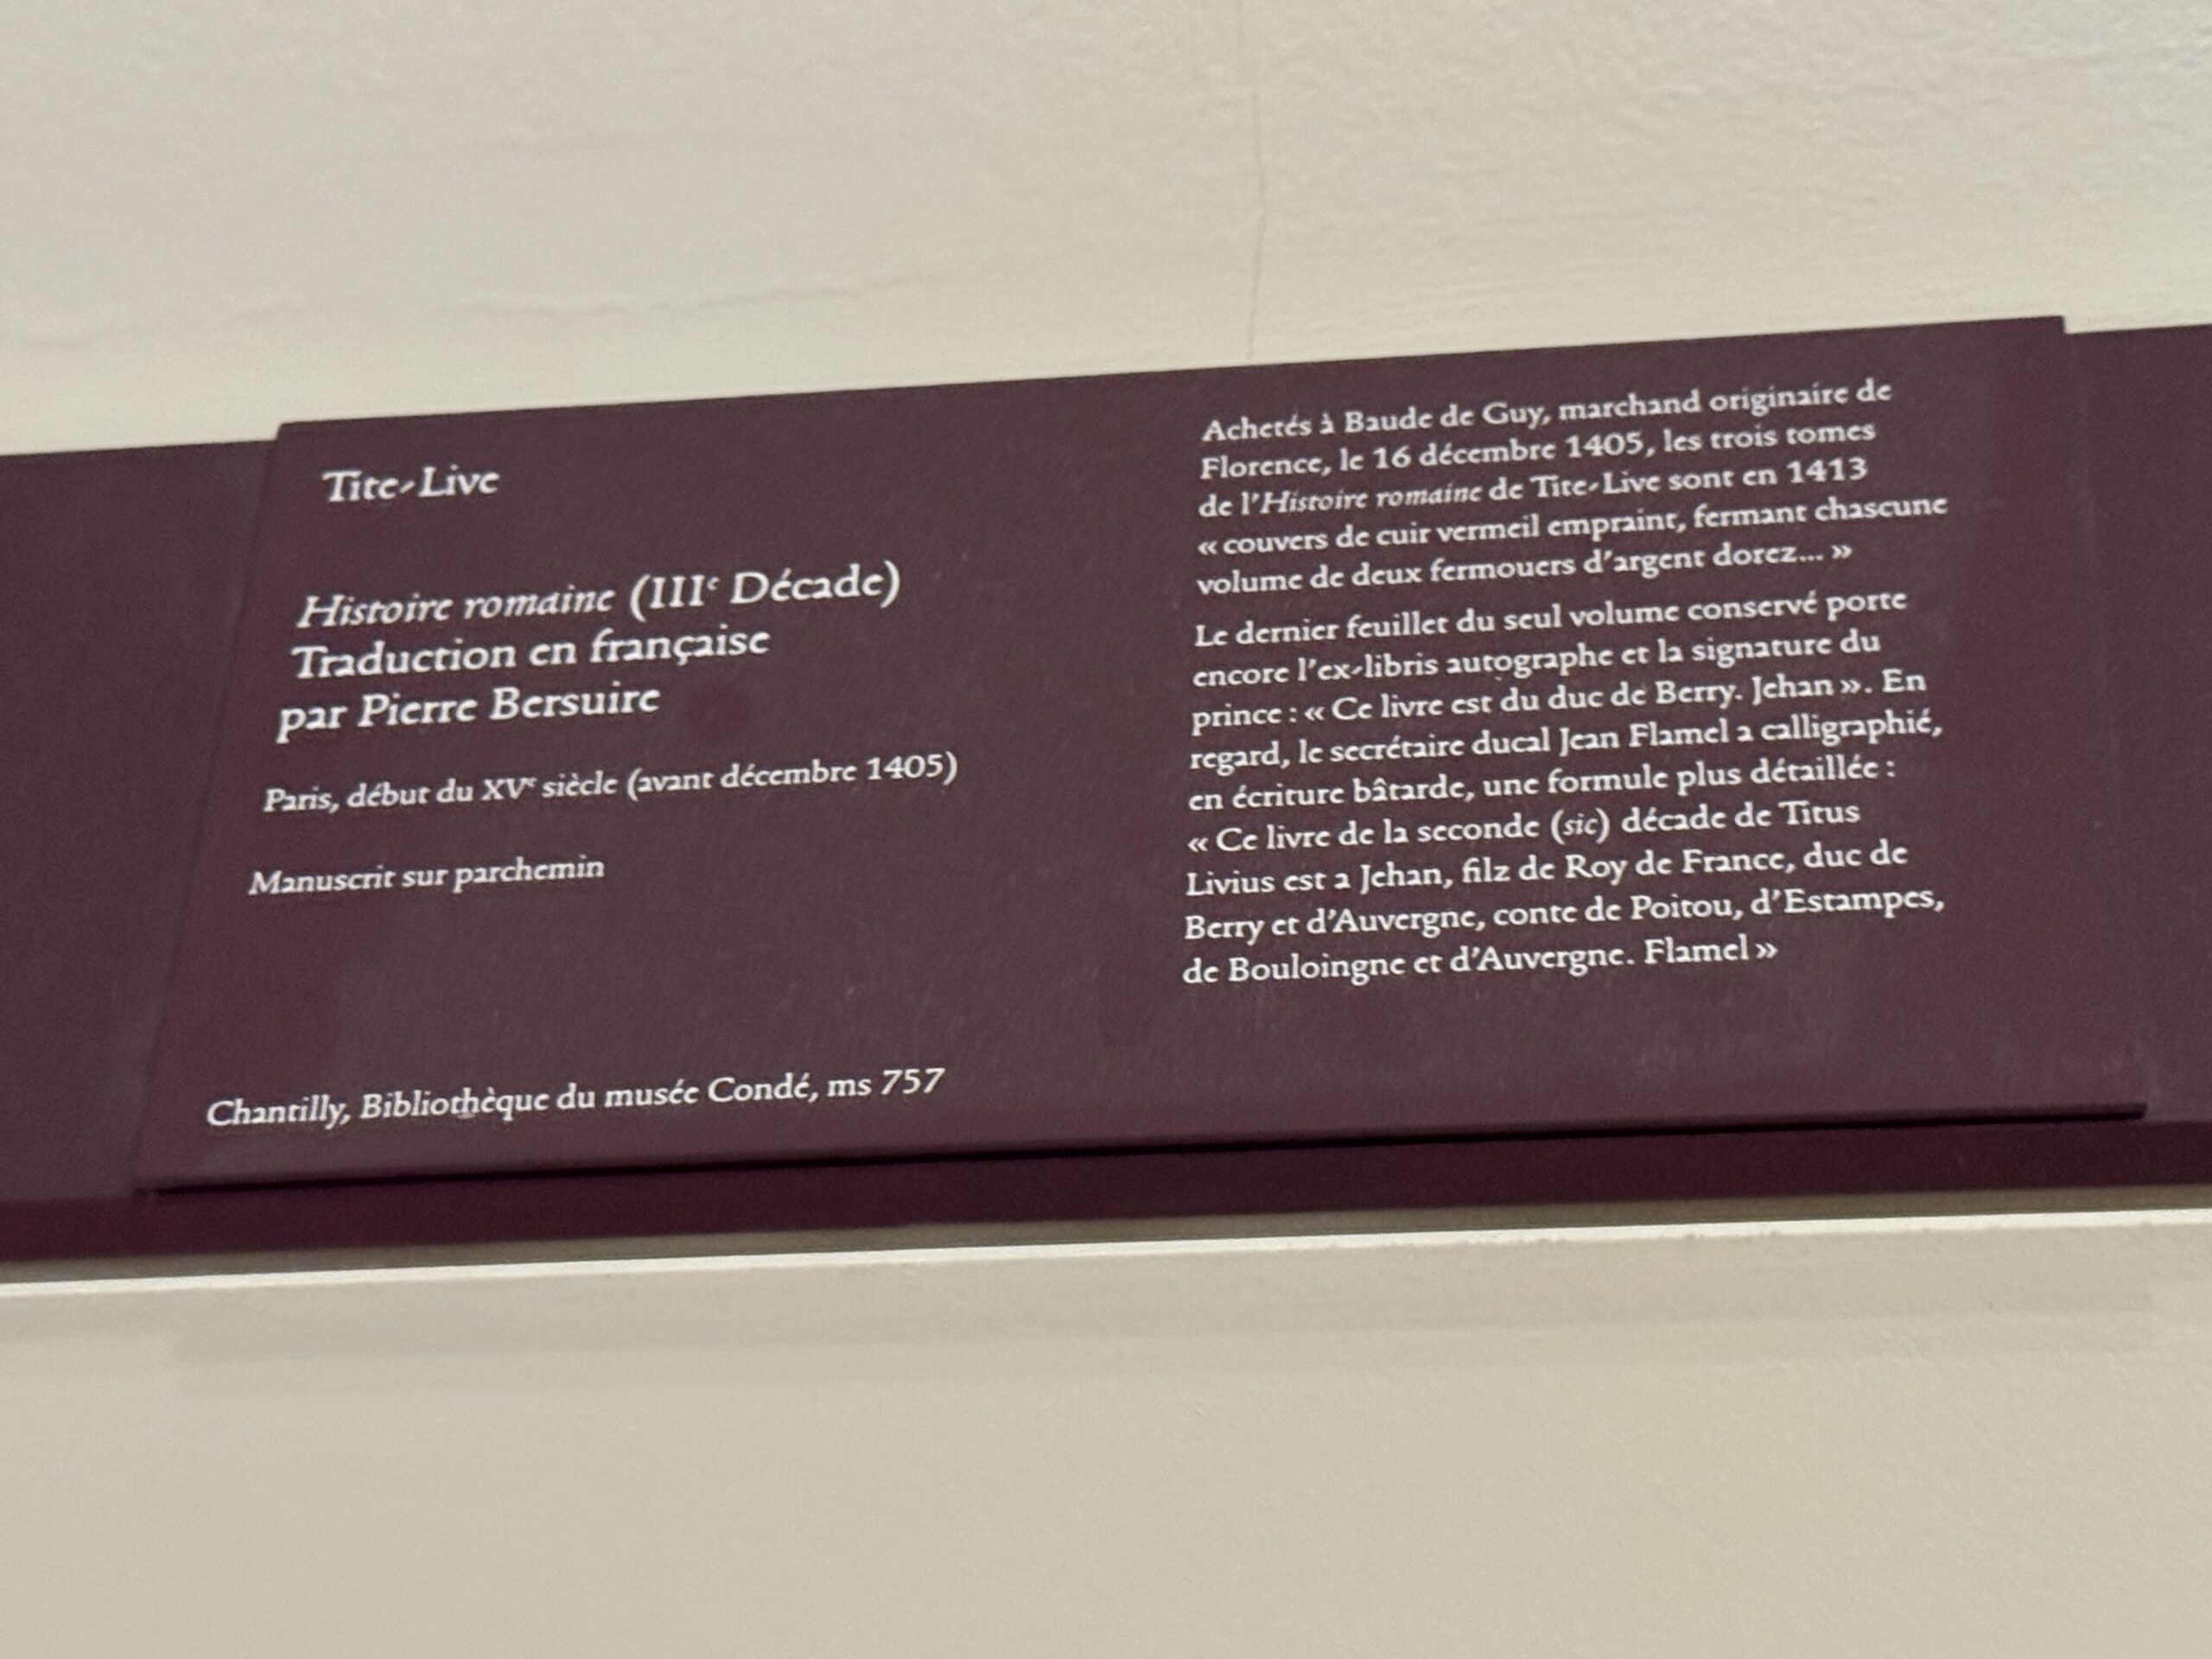 Tite-Live
Histoire romaine (IIIe Décade)
Traduction en française
par Pierre Bersuire
Paris, début du XVe siècle (avant décembre 1405)
Manuscrit sur parchemin
Chantilly, Bibliothèque du musée Condé, ms 757
Achetés à Baude de Guy, marchand originaire de
Florence, le 16 décembre 1405, les trois tomes
de l'Histoire romaine de Tite-Live sont en 1413
« couvers de cuir vermeil empraint, fermant chascune
volume de deux fermouers d'argent dorez... »
Le dernier feuillet du seul volume conservé porte
encore l'ex-libris autographe et la signature du
prince : « Ce livre est du duc de Berry. Jehan ». En
regard, le secrétaire ducal Jean Flamel a calligraphié,
en écriture bâtarde, une formule plus détaillée :
« Ce livre de la seconde (sic) décade de Titus
Livius est a Jehan, filz de Roy de France, duc de
Berry et d'Auvergne, conte de Poitou, d'Estampes,
de Bouloingne et d'Auvergne. Flamel »